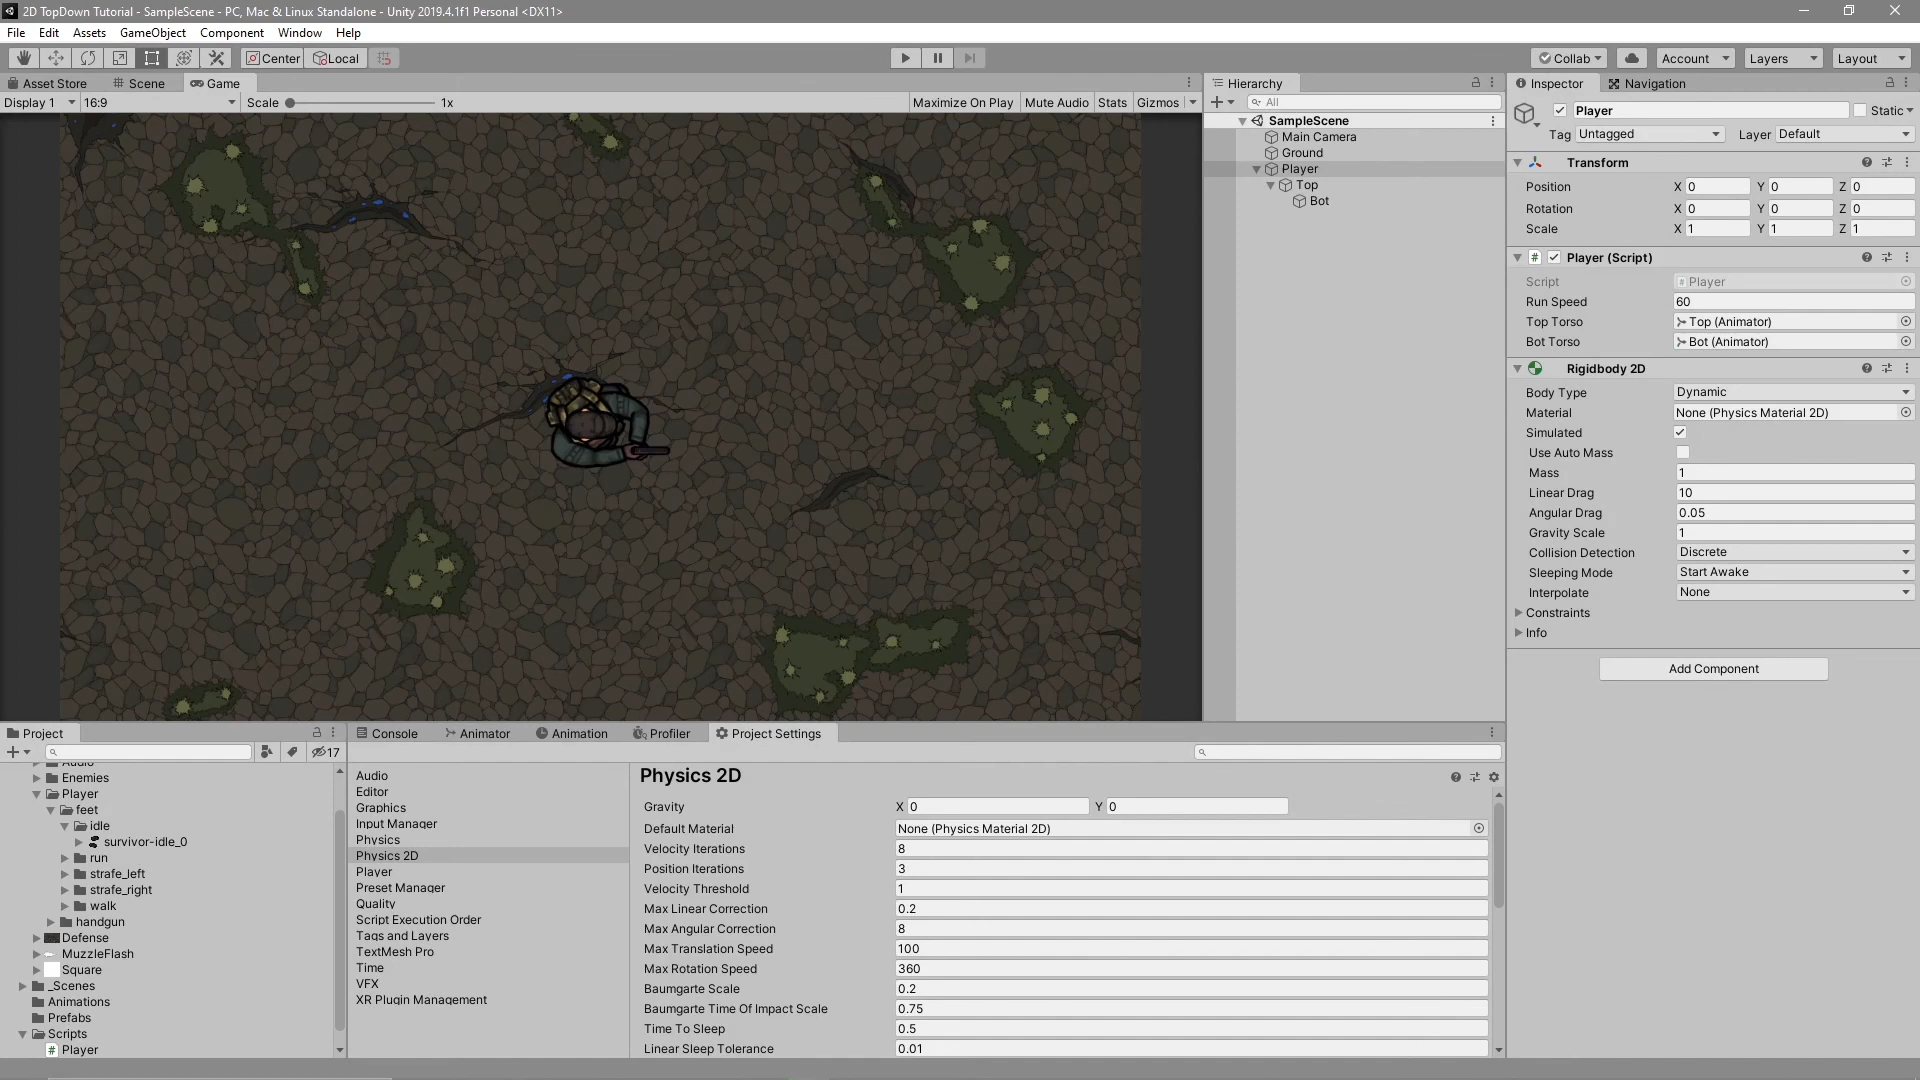 2D TopDown Tutorial - SampleScene - PC, Mac & Linux Standalone - Unity 2019.4.1f1 Personal <DX11>
File Edit Assets GameObject Component Window Help
Center Local Collab Account Layers Layout
Asset Store Scene Game
Display 1 16:9 Scale 1x Maximize On Play Mute Audio Stats Gizmos
Hierarchy
All
SampleScene
Main Camera
Ground
Player
Top
Bot
Inspector Navigation
Player Static
Tag Untagged Layer Default
Transform
Position X 0 Y 0 Z 0
Rotation X 0 Y 0 Z 0
Scale X 1 Y 1 Z 1
# Player (Script)
Script # Player
Run Speed 60
Top Torso Top (Animator)
Bot Torso Bot (Animator)
Rigidbody 2D
Body Type Dynamic
Material None (Physics Material 2D)
Simulated
Use Auto Mass
Mass 1
Linear Drag 10
Angular Drag 0.05
Gravity Scale 1
Collision Detection Discrete
Sleeping Mode Start Awake
Interpolate None
Constraints
Info
Add Component
Project
17
Enemies
Player
feet
idle
survivor-idle_0
run
strafe_left
strafe_right
walk
handgun
Defense
MuzzleFlash
Square
_Scenes
Animations
Prefabs
Scripts
# Player
Console Animator Animation Profiler Project Settings
Audio
Editor
Graphics
Input Manager
Physics
Physics 2D
Player
Preset Manager
Quality
Script Execution Order
Tags and Layers
TextMesh Pro
Time
VFX
XR Plugin Management
Physics 2D
Gravity X 0 Y 0
Default Material None (Physics Material 2D)
Velocity Iterations 8
Position Iterations 3
Velocity Threshold 1
Max Linear Correction 0.2
Max Angular Correction 8
Max Translation Speed 100
Max Rotation Speed 360
Baumgarte Scale 0.2
Baumgarte Time Of Impact Scale 0.75
Time To Sleep 0.5
Linear Sleep Tolerance 0.01